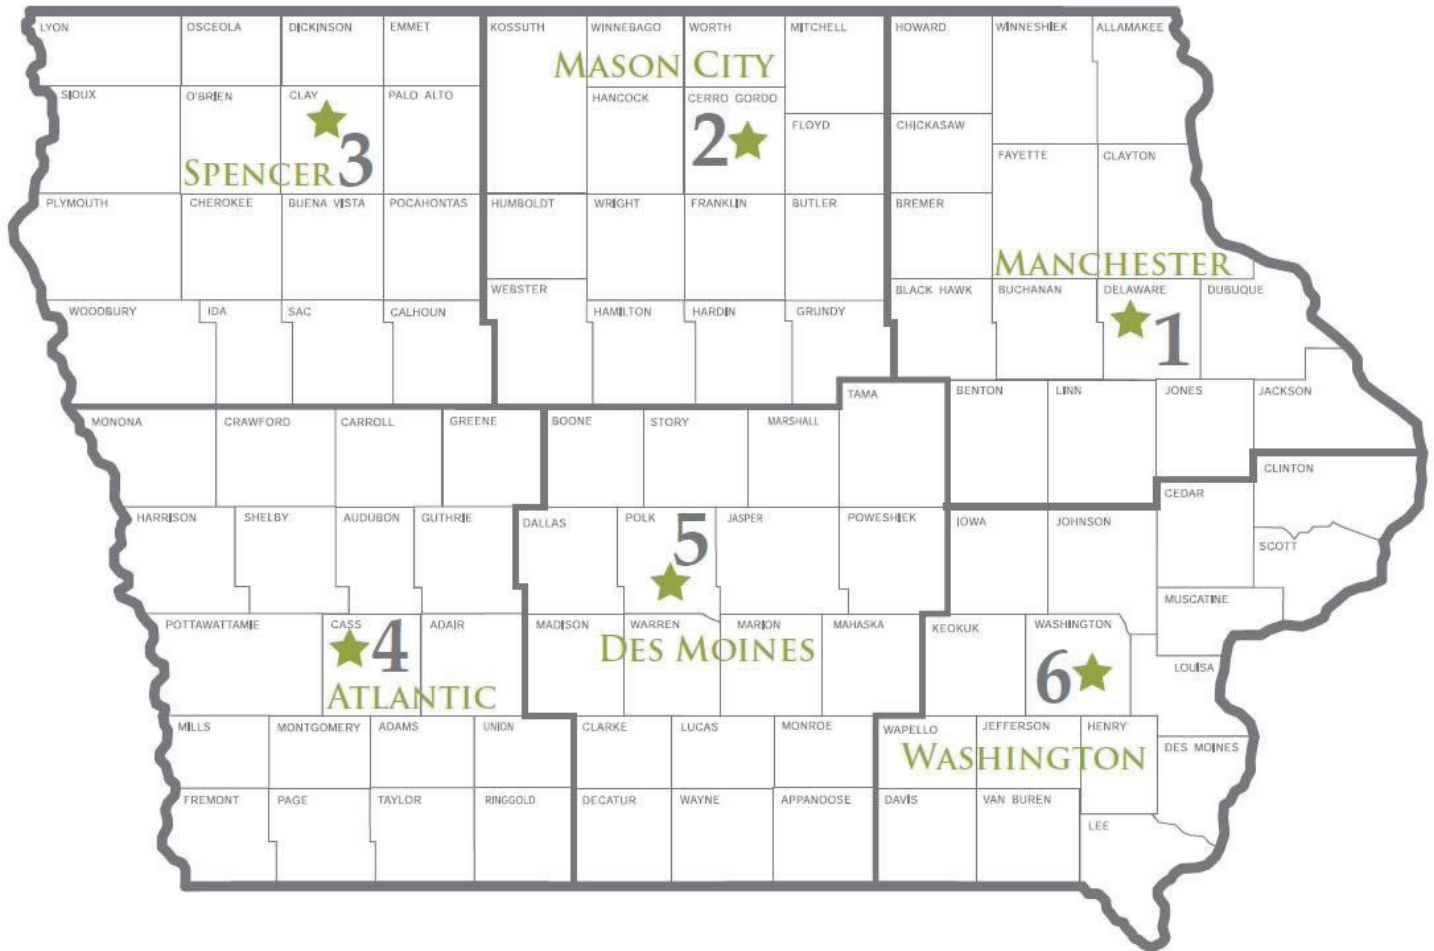 LYON OSCEOLA DICKINSON EMMET KOSSUTH WINNEBAGO WORTH MITCHELL HOWARD WINNESHIEK ALLAMAKEE
MASON CITY
SIOUX O'BRIEN CLAY PALO ALTO HANCOCK CERRO GORDO
FLOYD CHICKASAW
2
3
SPENCER
FAYETTE CLAYTON
PLYMOUTH CHEROKEE BUENA VISTA POCAHONTAS HUMBOLDT WRIGHT FRANKLIN BUTLER BREMER
MANCHESTER
WEBSTER BLACK HAWK BUCHANAN DELAWARE DUBUQUE
WOODBURY IDA SAC CALHOUN HAMILTON HARDIN GRUNDY
1
TAMA BENTON LINN JONES JACKSON
MONONA CRAWFORD CARROLL GREENE BOONE STORY MARSHALL
CLINTON
CEDAR
HARRISON SHELBY AUDUBON GUTHRIE DALLAS POLK JASPER POWESHIEK IOWA JOHNSON
5
SCOTT
MUSCATINE
POTTAWATTAMIE CASS ADAIR MADISON WARREN MARION MAHASKA KEOKUK WASHINGTON
4
DES MOINES
LOUISA
6
ATLANTIC
MILLS MONTGOMERY ADAMS UNION CLARKE LUCAS MONROE WAPELLO JEFFERSON HENRY
DES MOINES
WASHINGTON
FREMONT PAGE TAYLOR RINGGOLD DECATUR WAYNE APPANOOSE DAVIS VAN BUREN
LEE